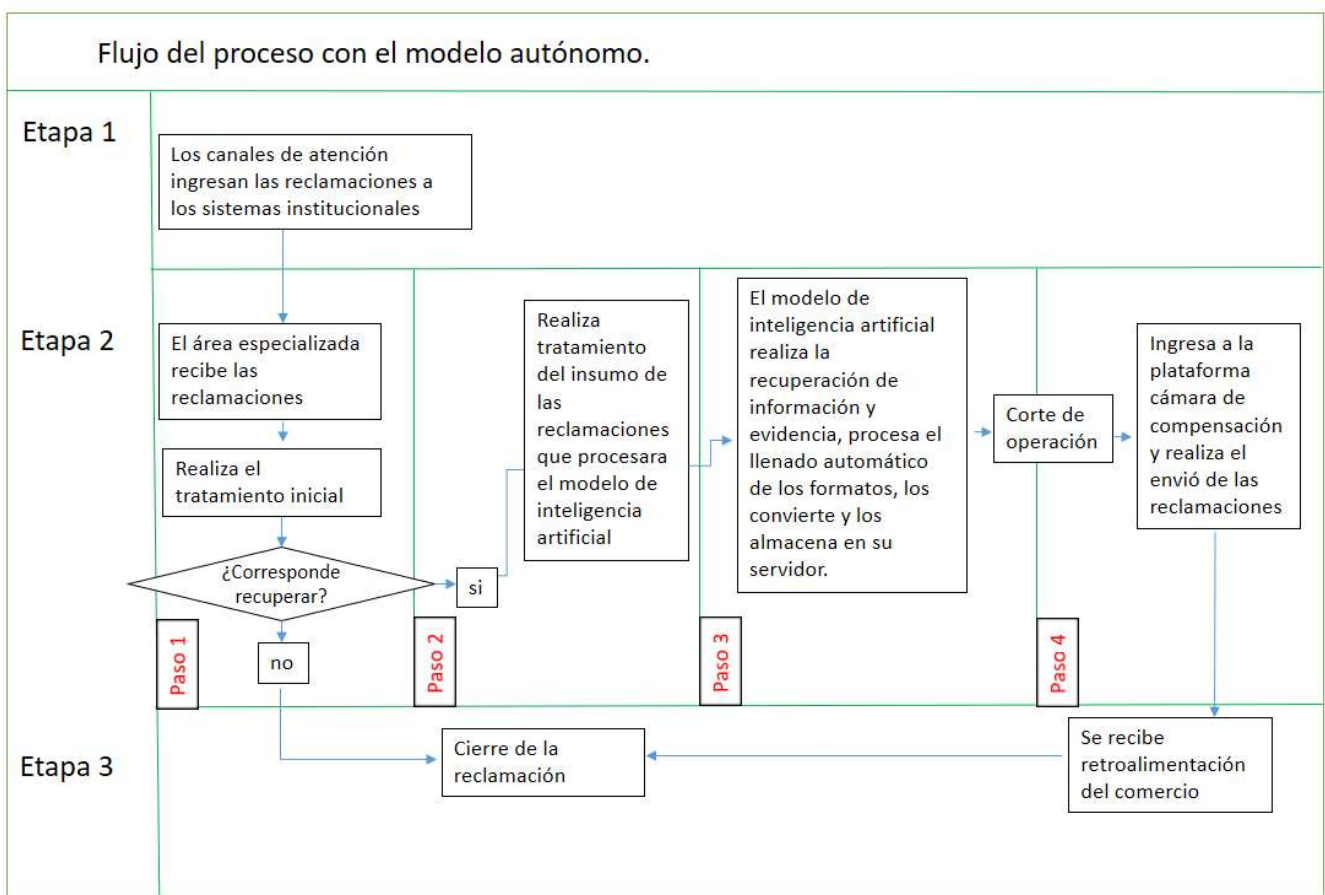 Flujo del proceso con el modelo autónomo.
Etapa 1
Los canales de atención
ingresan las reclamaciones a
los sistemas institucionales
Etapa 2
El área especializada
recibe las
reclamaciones
Realiza el
tratamiento inicial
¿Corresponde
recuperar?
si
no
Realiza
tratamiento
del insumo de
las
reclamaciones
que procesara
el modelo de
inteligencia
artificial
El modelo de
inteligencia artificial
realiza la
recuperación de
información y
evidencia, procesa el
llenado automático
de los formatos, los
convierte y los
almacena en su
servidor.
Corte de
operación
Ingresa a la
plataforma
cámara de
compensación
y realiza el
envió de las
reclamaciones
Paso 1
Paso 2
Paso 3
Paso 4
Etapa 3
Cierre de la
reclamación
Se recibe
retroalimentación
del comercio